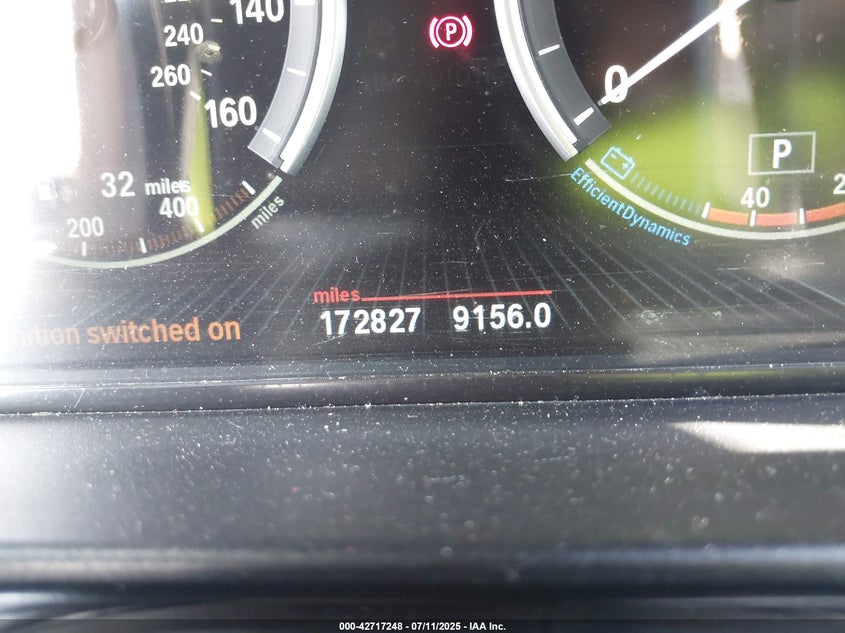 140
240
260
160
P
0
P
32 miles
400
200
miles
EfficientDynamics
40
miles
172827 9156.0
switched on
000-42717248 - 07/11/2025 - IAA Inc.